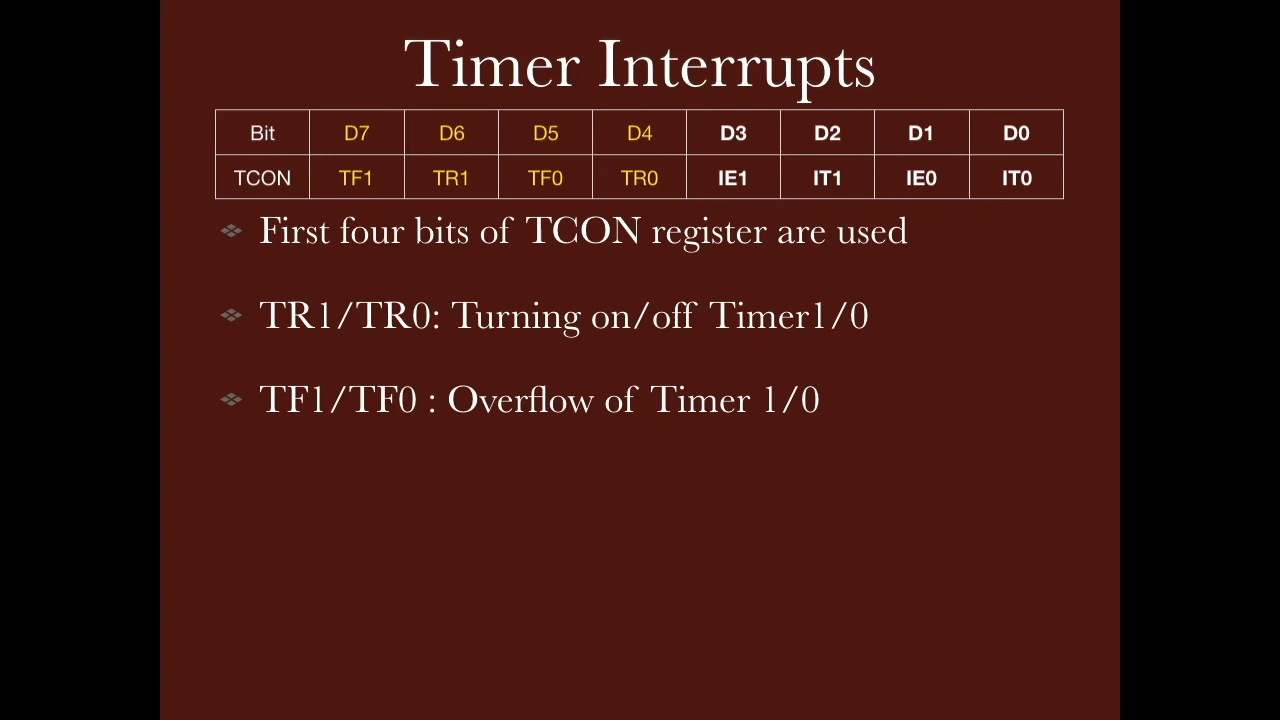 Timer Interrupts
Bit D7 D6 D5 D4 D3 D2 D1 D0
TCON TF1 TR1 TF0 TR0 IE1 IT1 IE0 IT0
First four bits of TCON register are used
TR1/TR0: Turning on/off Timer1/0
TF1/TF0 : Overflow of Timer 1/0